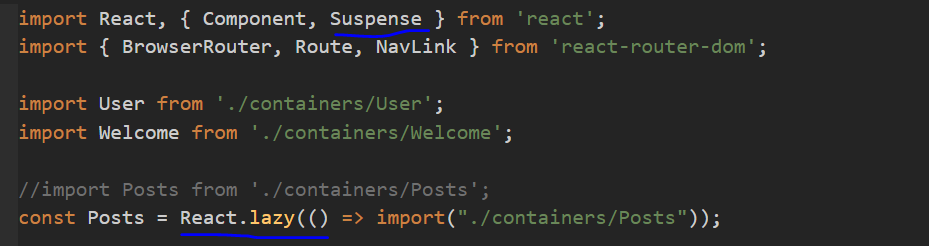 import React, { Component, Suspense } from 'react';
import { BrowserRouter, Route, NavLink } from 'react-router-dom';
import User from './containers/User';
import Welcome from './containers/Welcome';
//import Posts from './containers/Posts';
const Posts = React.lazy(() => import("./containers/Posts"));